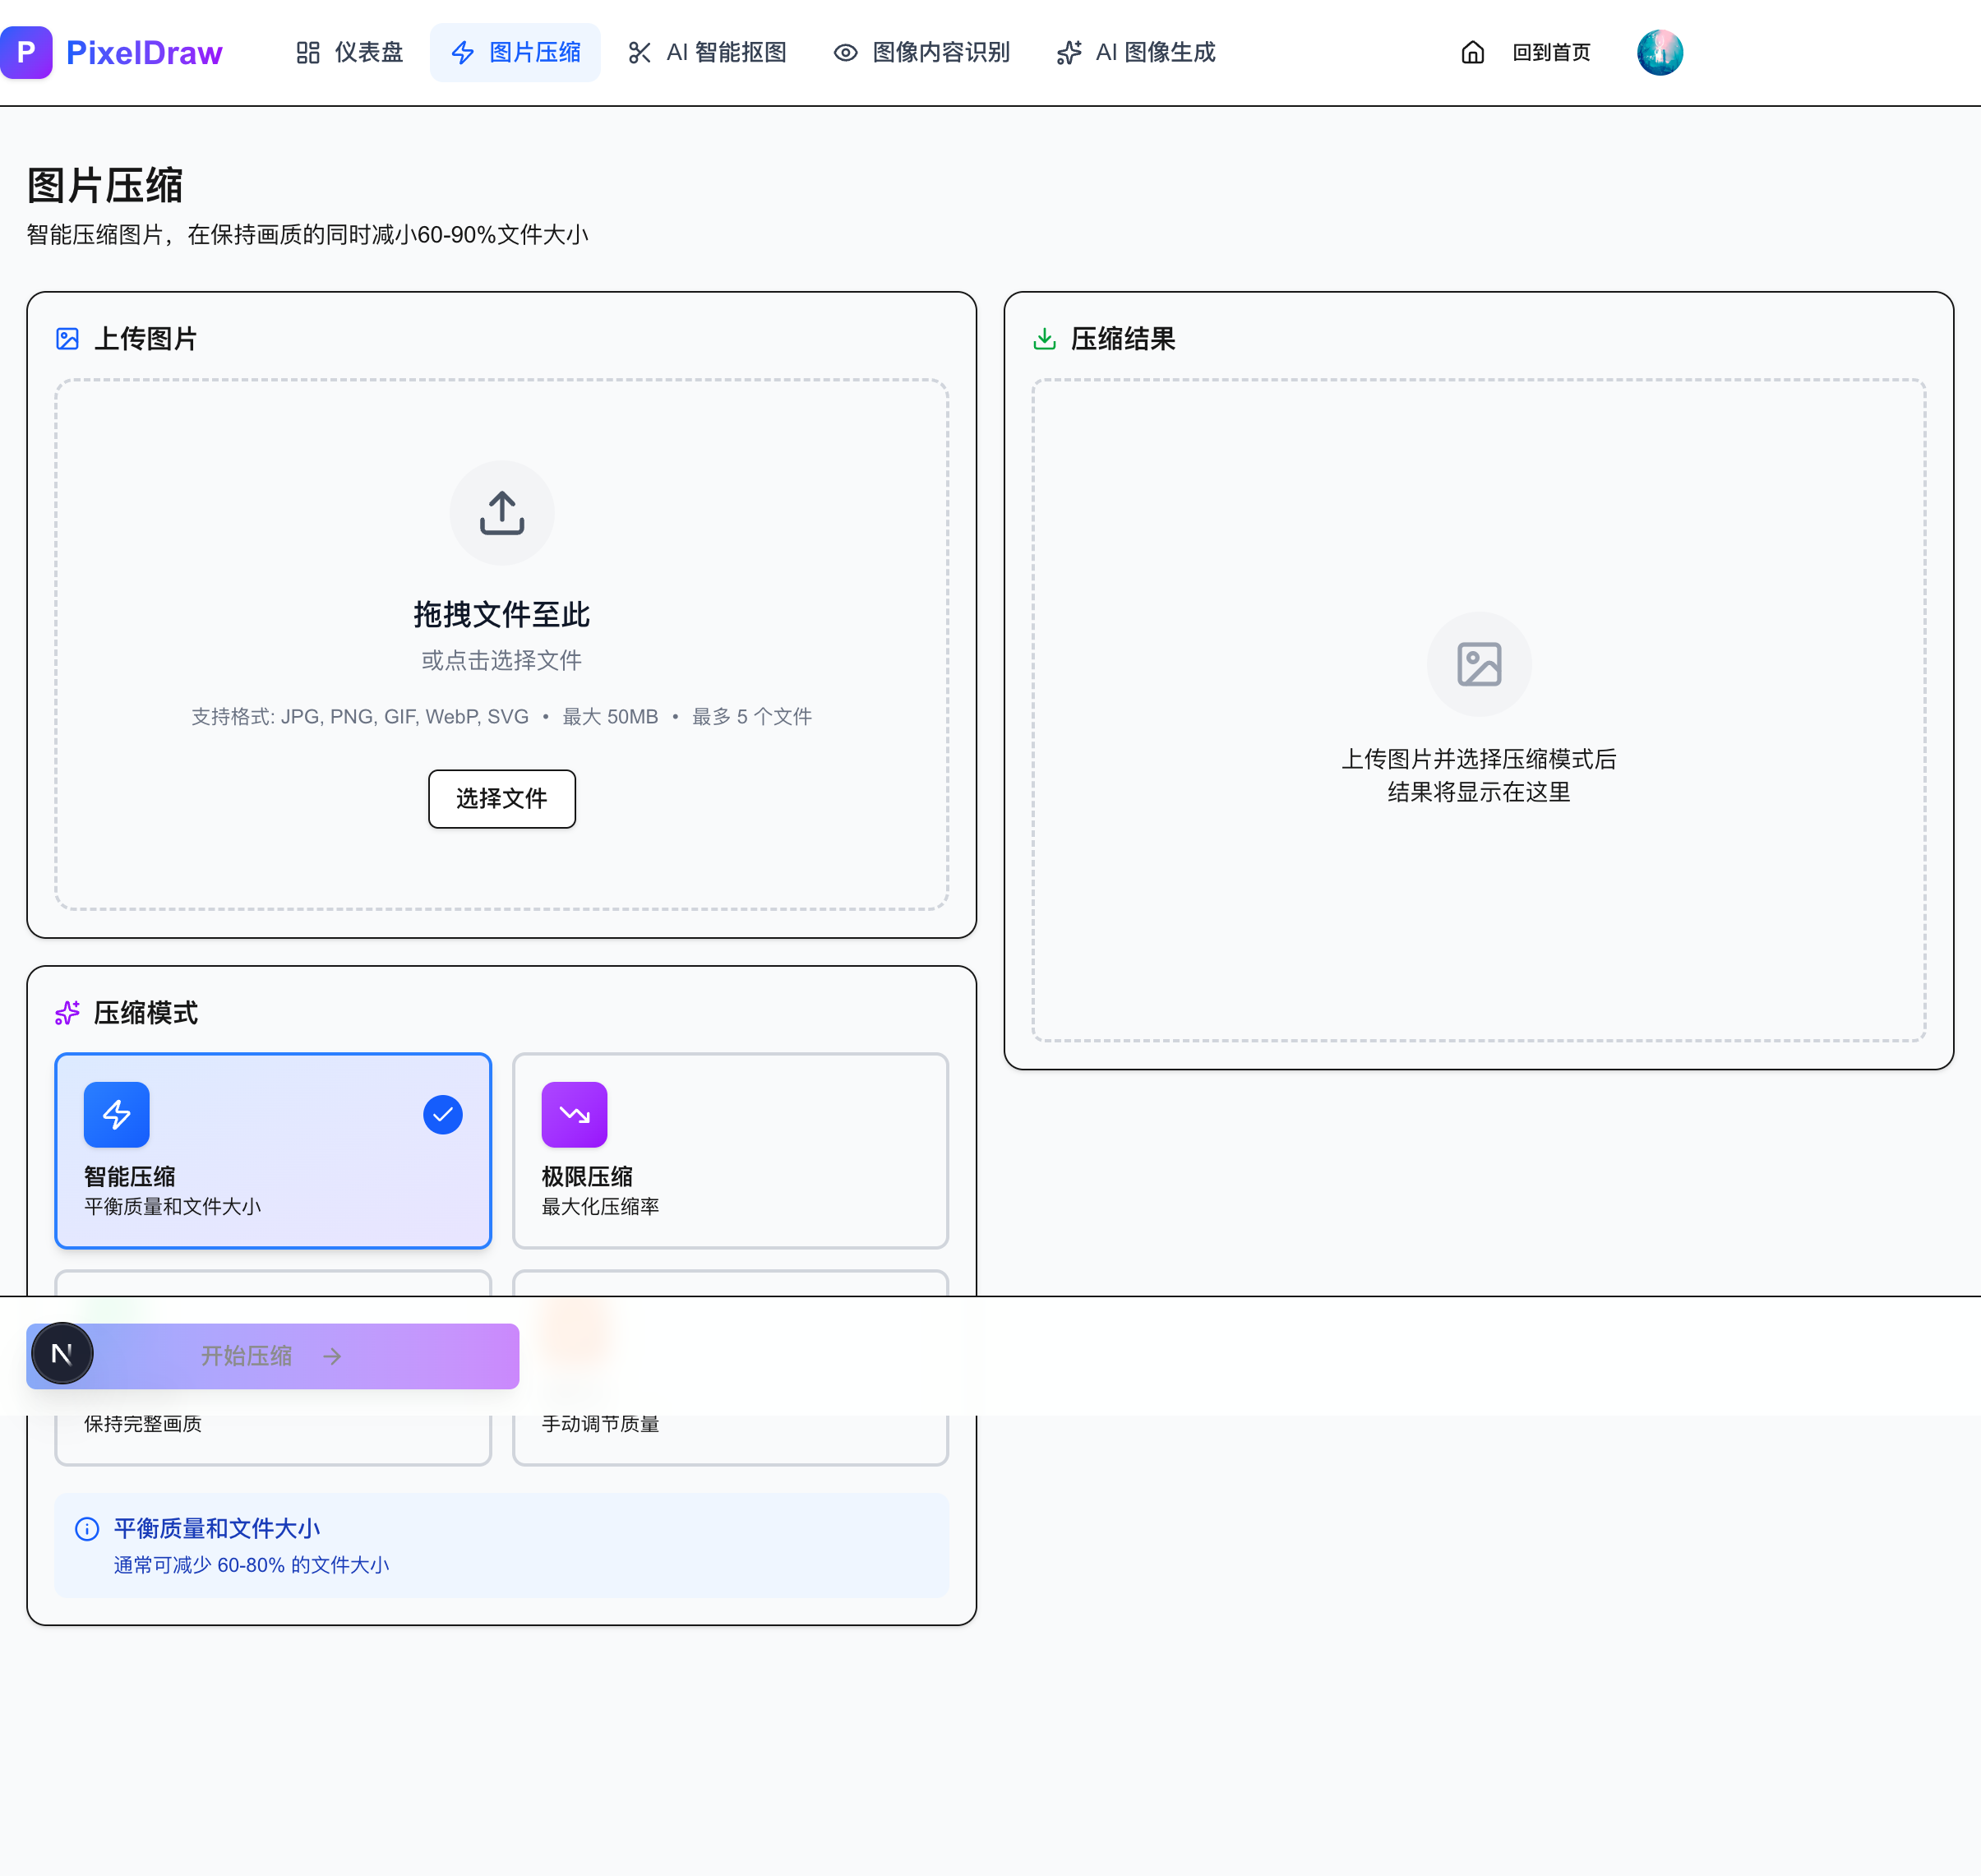 P PixelDraw 仪表盘 图片压缩 AI 智能抠图 图像内容识别 AI 图像生成 回到首页
图片压缩
智能压缩图片，在保持画质的同时减小60-90%文件大小
上传图片
拖拽文件至此
或点击选择文件
支持格式: JPG, PNG, GIF, WebP, SVG • 最大 50MB • 最多 5 个文件
选择文件
压缩结果
上传图片并选择压缩模式后
结果将显示在这里
压缩模式
智能压缩
平衡质量和文件大小
极限压缩
最大化压缩率
N 开始压缩
保持完整画质
手动调节质量
平衡质量和文件大小
通常可减少 60-80% 的文件大小